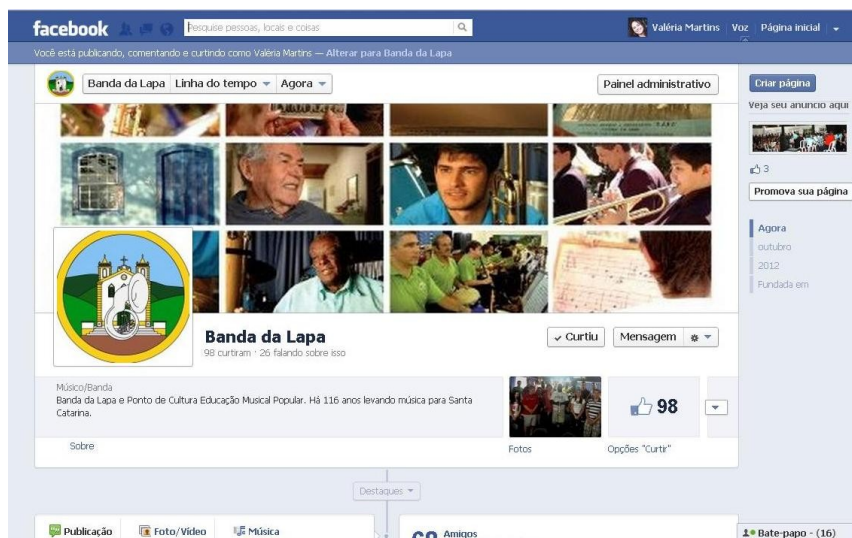 facebook
Pesquise pessoas, locais e coisas
Valéria Martins
Voz
Página inicial
Você está publicando, comentando e curtindo como Valéria Martins — Alterar para Banda da Lapa
Banda da Lapa
Linha do tempo
Agora
Painel administrativo
Criar página
Veja seu anúncio aqui
3
Promova sua página
Agora
outubro
2012
Fundada em
Banda da Lapa
98 curtiram · 26 falando sobre isso
Curtiu
Mensagem
Músico/Banda
Banda da Lapa e Ponto de Cultura Educação Musical Popular. Há 116 anos levando música para Santa
Catarina.
98
Sobre
Fotos
Opções "Curtir"
Destaques
Publicação
Foto/Vídeo
Música
68 Amigos
Bate-papo - (16)